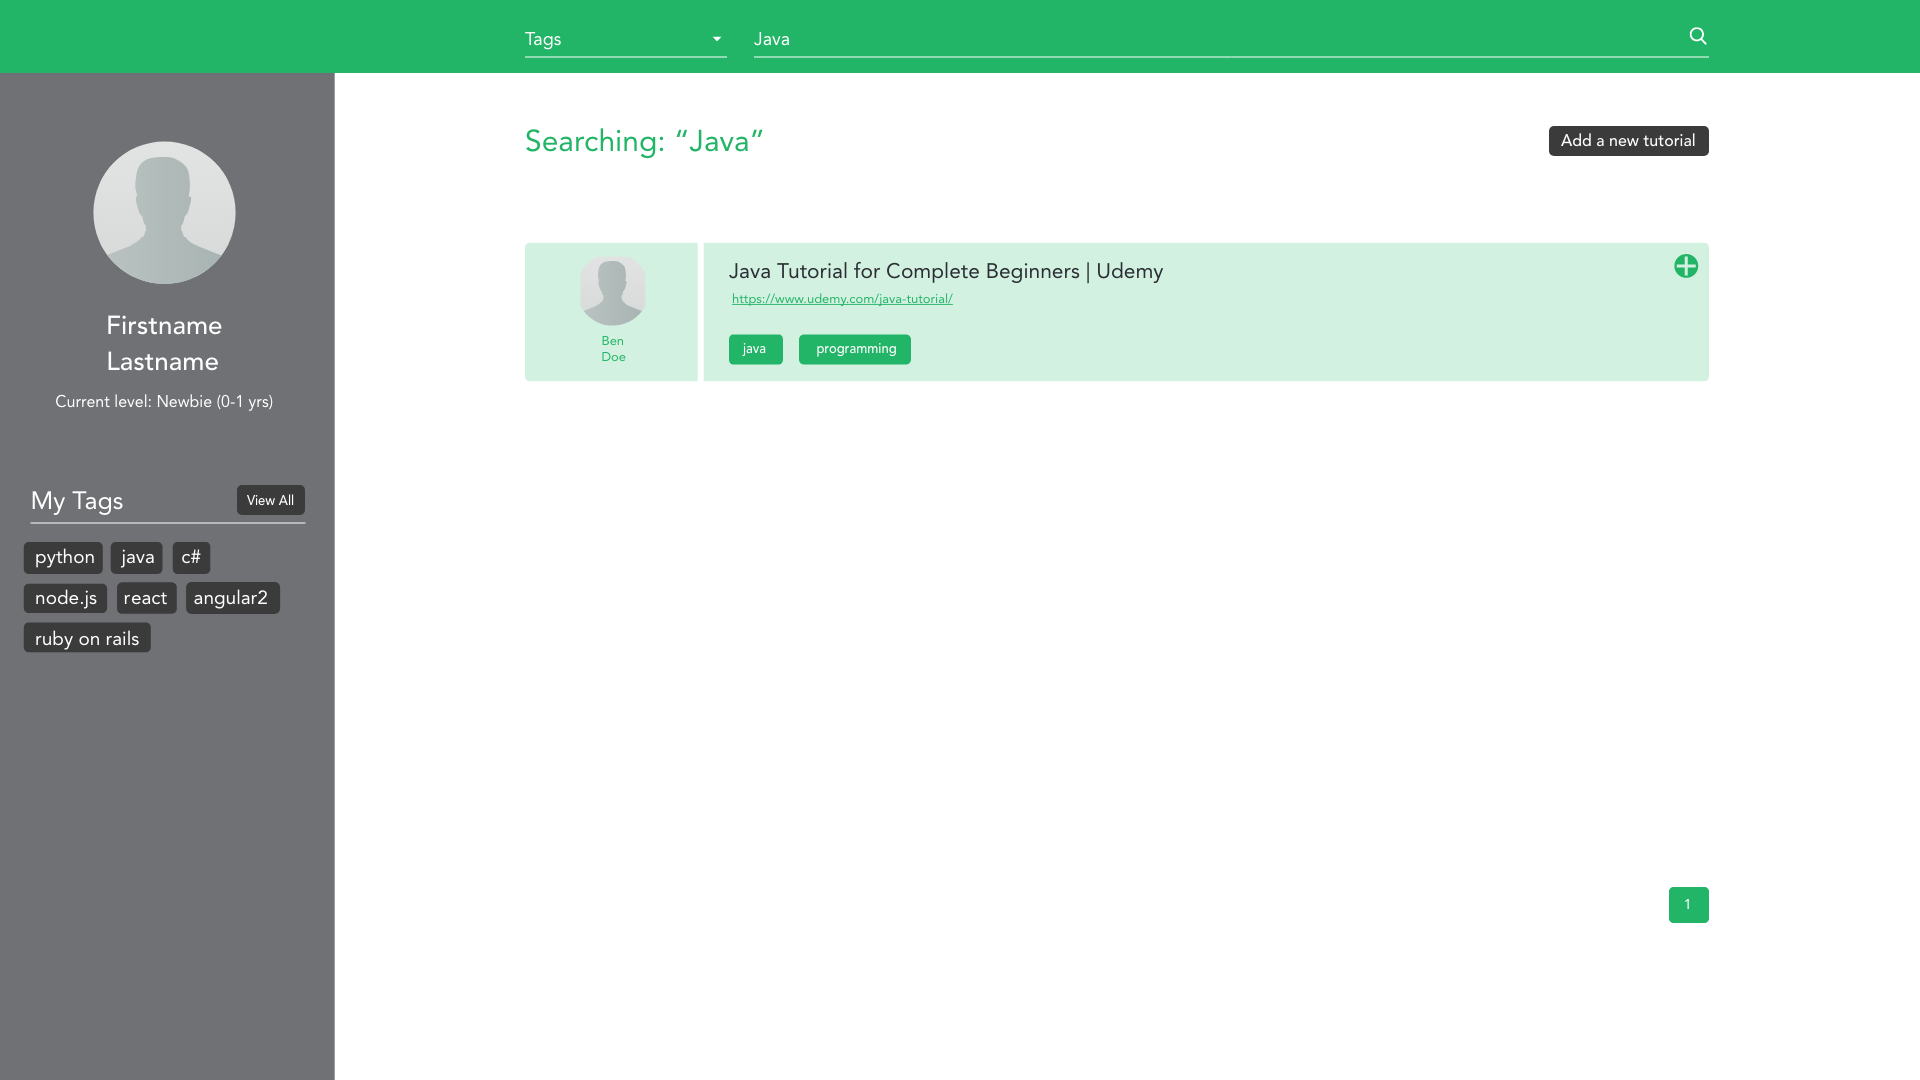 Tags
Java
Firstname
Lastname
Current level: Newbie (0-1 yrs)
My Tags
View All
python
java
c#
node.js
react
angular2
ruby on rails
Searching: “Java”
Add a new tutorial
Ben
Doe
Java Tutorial for Complete Beginners | Udemy
https://www.udemy.com/java-tutorial/
java
programming
1